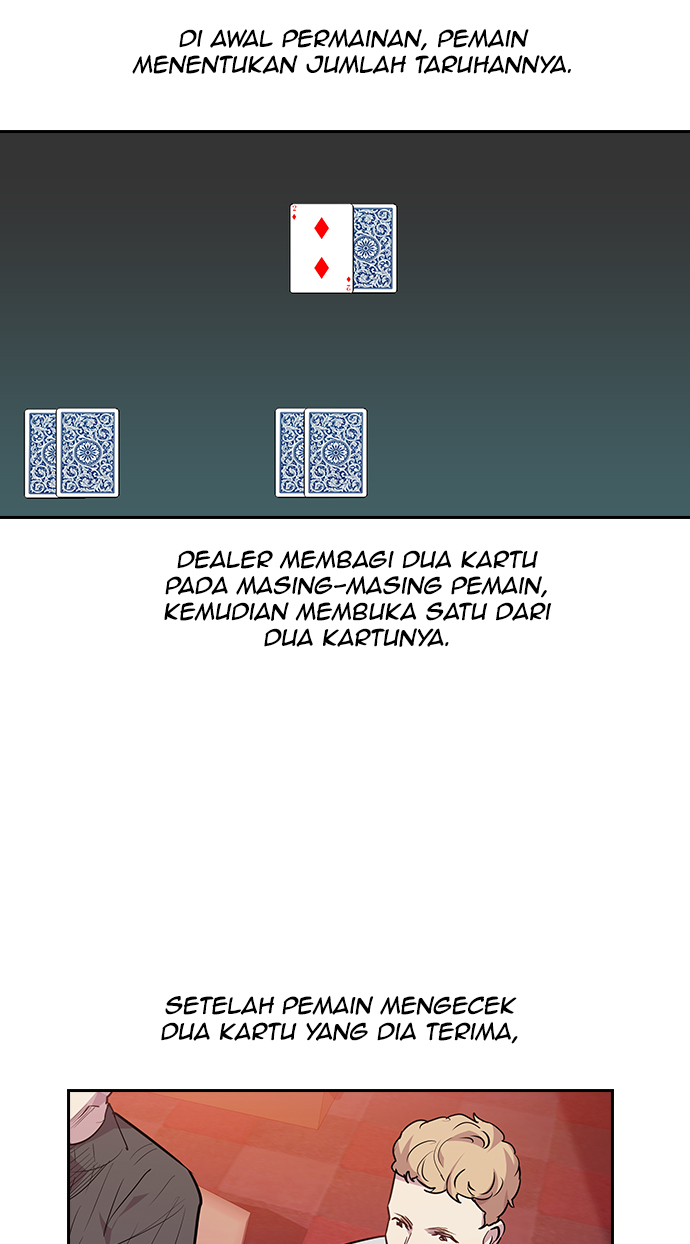 DI AWAL PERMAINAN, PEMAIN
MENENTUKAN JUMLAH TARUHANNYA.
2
2
DEALER MEMBAGI DUA KARTU
PADA MASING-MASING PEMAIN,
KEMUDIAN MEMBUKA SATU DARI
DUA KARTUNYA.
SETELAH PEMAIN MENGECEK
DUA KARTU YANG DIA TERIMA,